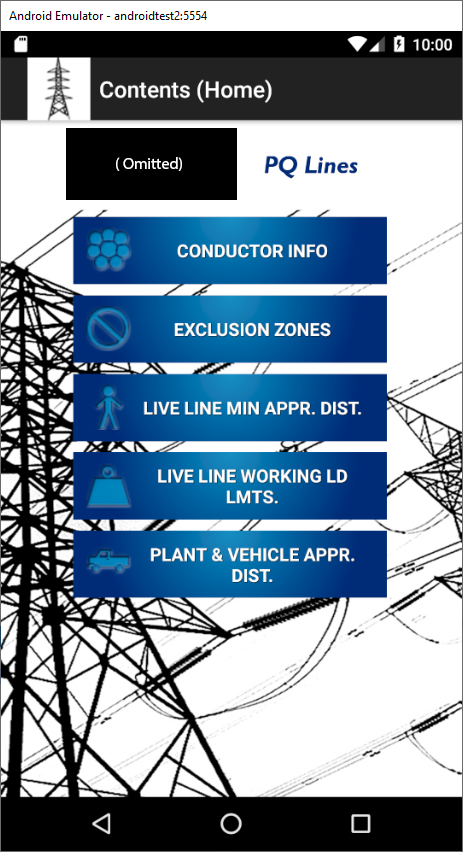 Android Emulator - androidtest2:5554
10:00
Contents (Home)
( Omitted)
PQ Lines
CONDUCTOR INFO
EXCLUSION ZONES
LIVE LINE MIN APPR. DIST.
LIVE LINE WORKING LD
LMTS.
PLANT & VEHICLE APPR.
DIST.